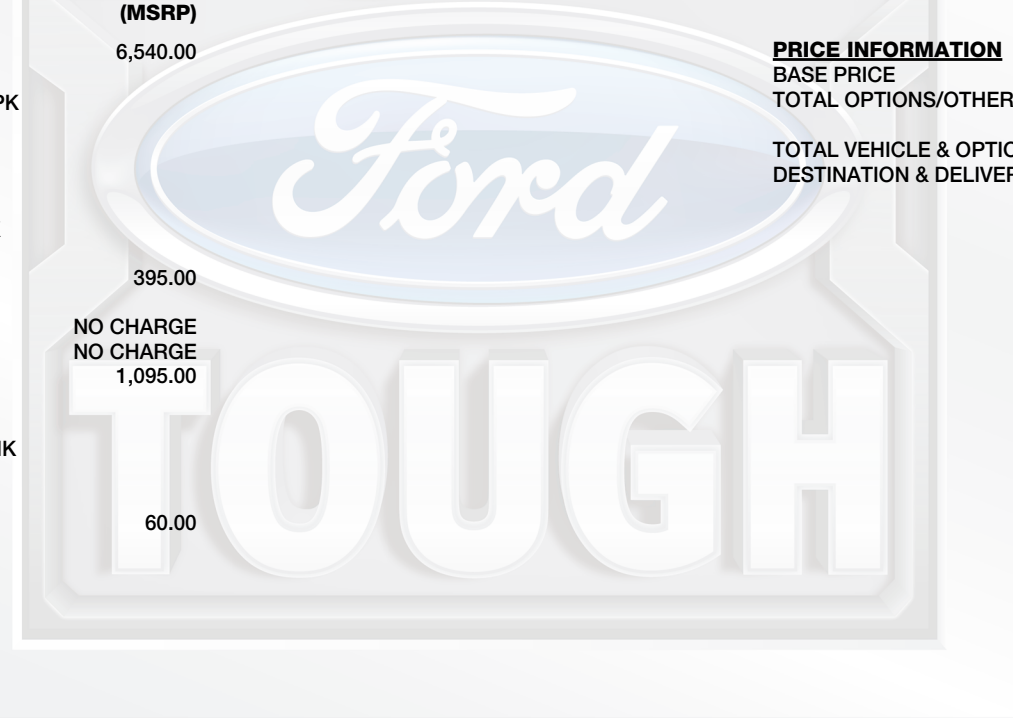 (MSRP)
6,540.00
PK
395.00
NO CHARGE
NO CHARGE
1,095.00
60.00
PRICE INFORMATION
BASE PRICE
TOTAL OPTIONS/OTHER
TOTAL VEHICLE & OPTIO
DESTINATION & DELIVER
Ford
TOUGH